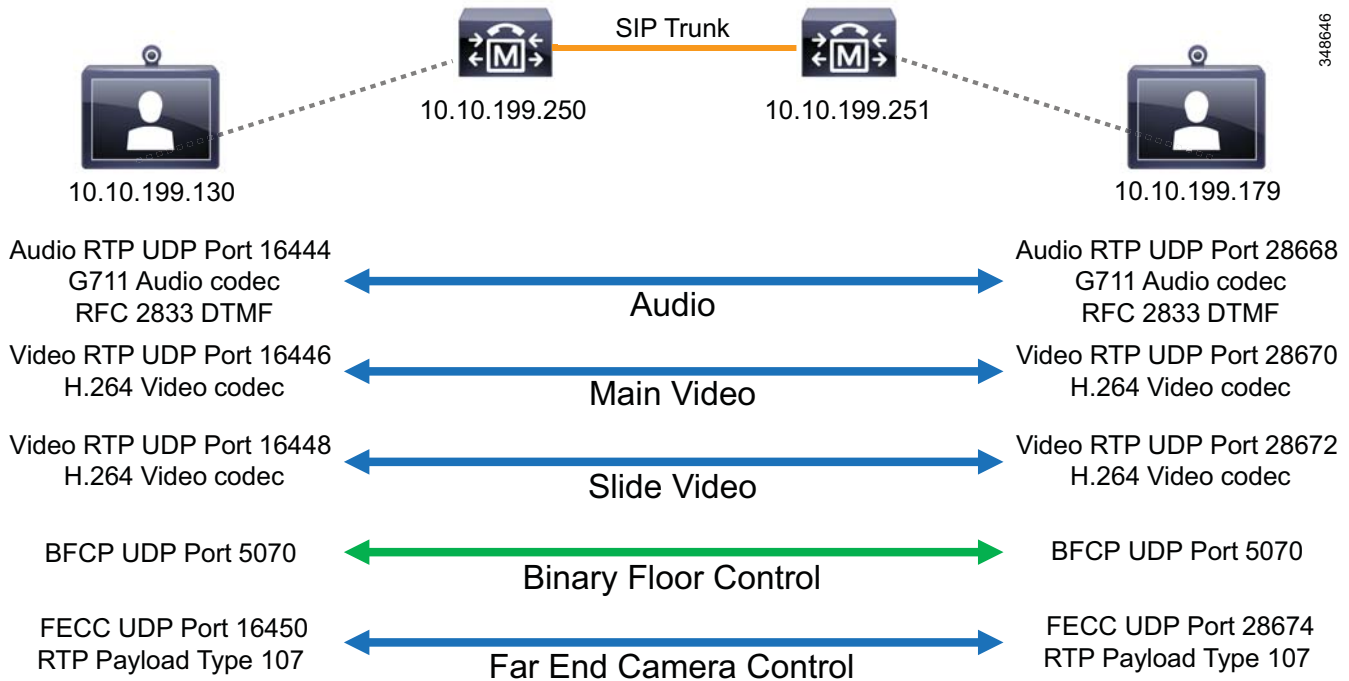 SIP Trunk
348646
M
M
10.10.199.250
10.10.199.251
10.10.199.130
10.10.199.179
Audio RTP UDP Port 16444
G711 Audio codec
RFC 2833 DTMF
Audio
Audio RTP UDP Port 28668
G711 Audio codec
RFC 2833 DTMF
Video RTP UDP Port 16446
H.264 Video codec
Main Video
Video RTP UDP Port 28670
H.264 Video codec
Video RTP UDP Port 16448
H.264 Video codec
Slide Video
Video RTP UDP Port 28672
H.264 Video codec
BFCP UDP Port 5070
Binary Floor Control
BFCP UDP Port 5070
FECC UDP Port 16450
RTP Payload Type 107
Far End Camera Control
FECC UDP Port 28674
RTP Payload Type 107